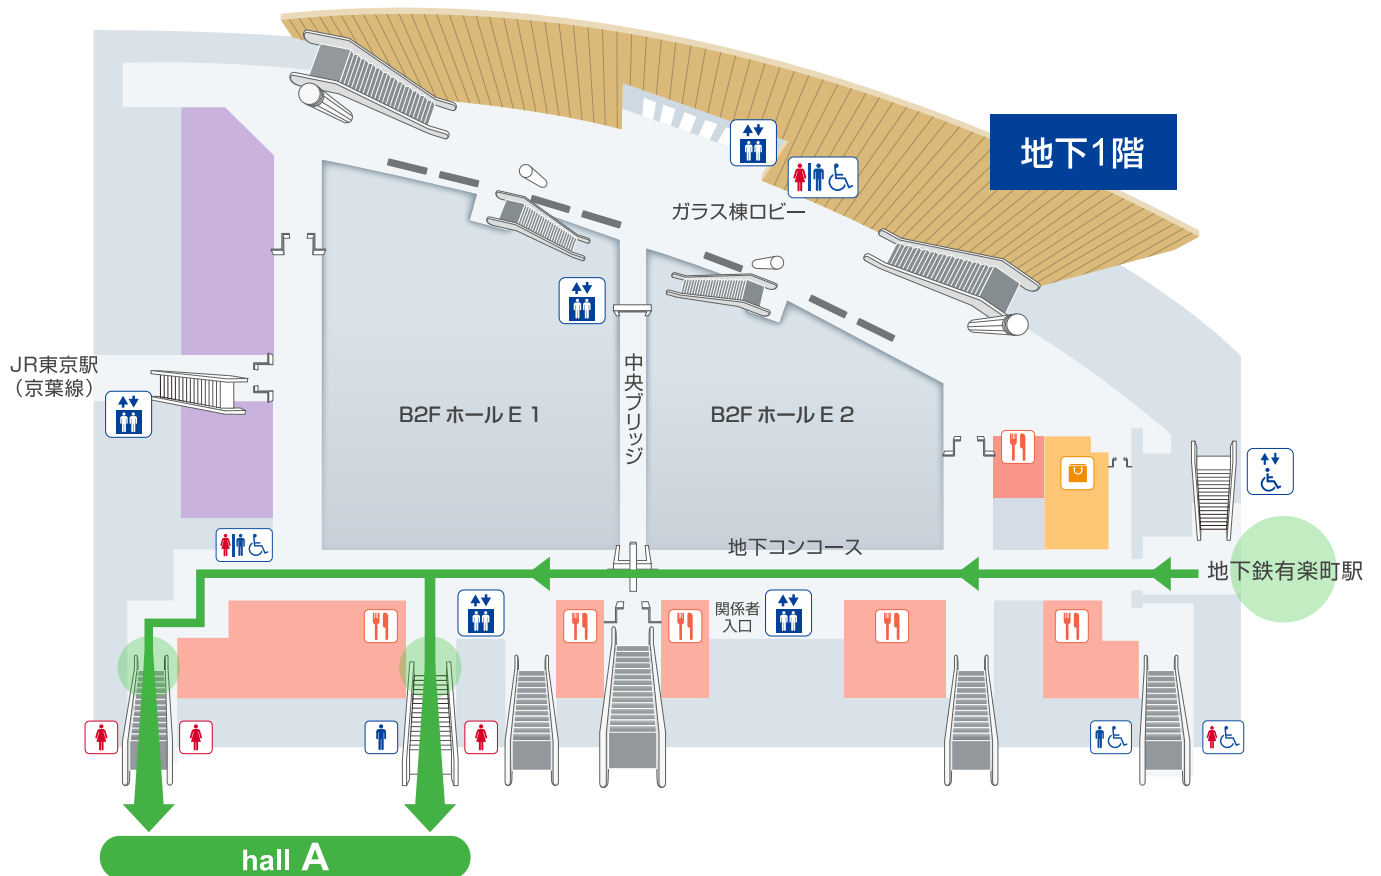 地下1階
ガラス棟ロビー
JR東京駅
（京葉線）
中央ブリッジ
B2F ホール E 1
B2F ホール E 2
地下コンコース
地下鉄有楽町駅
関係者
入口
hall A